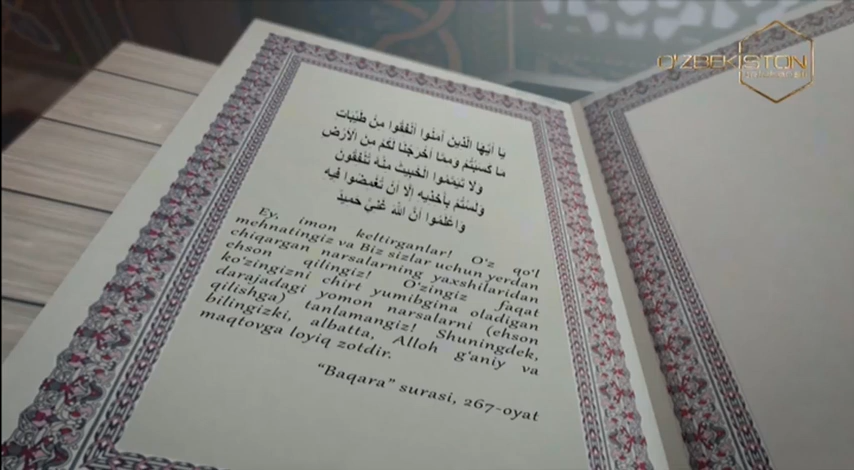 O'ZBEKISTON
يا أيها الذين آمنوا أنفقوا من طيبات
ما كسبتم ومما أخرجنا لكم من الأرض
ولا تيمموا الخبيث منه تنفقون
ولستم بآخذيه إلا أن تغمضوا فيه
واعلموا أن الله غني حميد
Ey, imon keltirganlar! O'z qo'l
mehnatingiz va Biz sizlar uchun yerdan
chiqargan narsalarning yaxshilaridan
ehson qilingiz! O'zingiz faqat
ko'zingizni chirt yumibgina oladigan
darajadagi yomon narsalarni (ehson
qilishga) tanlamangiz! Shuningdek,
bilingizki, albatta, Alloh g'aniy va
maqtovga loyiq zotdir.
"Baqara" surasi, 267-oyat